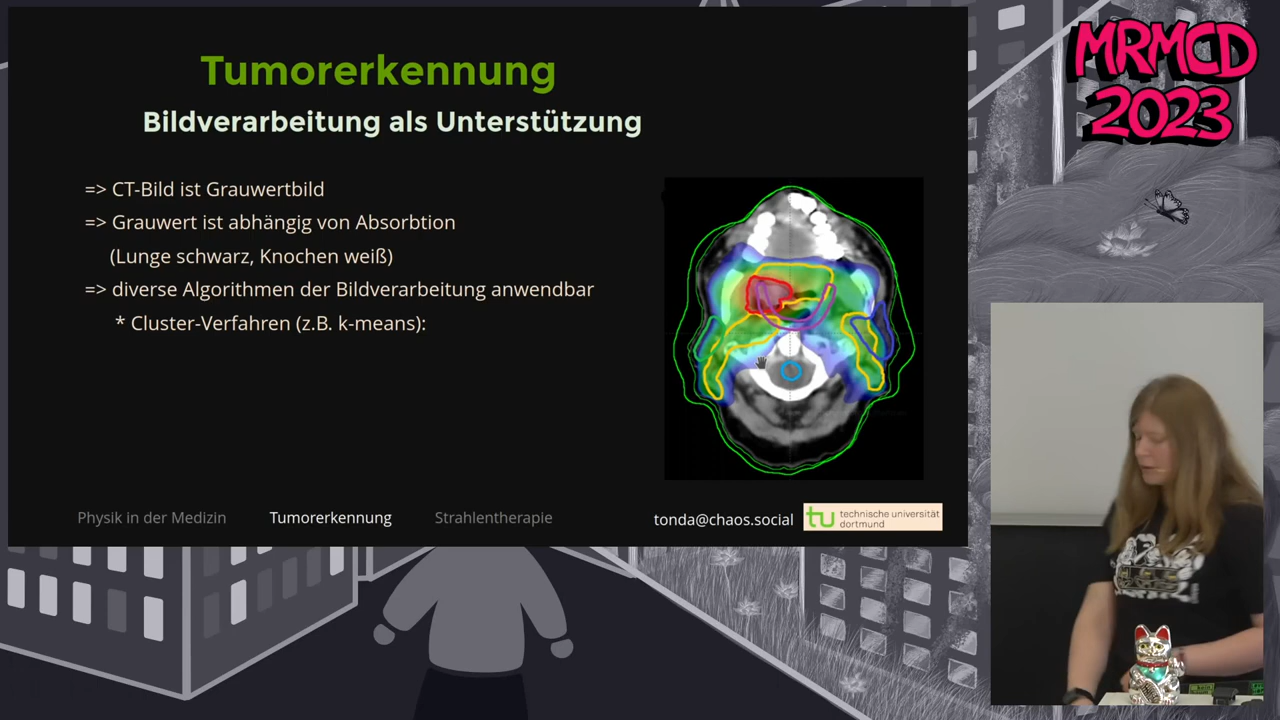 Tumorerkennung
Bildverarbeitung als Unterstützung
=> CT-Bild ist Grauwertbild
=> Grauwert ist abhängig von Absorbtion
(Lunge schwarz, Knochen weiß)
=> diverse Algorithmen der Bildverarbeitung anwendbar
* Cluster-Verfahren (z.B. k-means):
Physik in der Medizin
Tumorerkennung
Strahlentherapie
tonda@chaos.social
tu technische universität
dortmund
MRMCD
2023